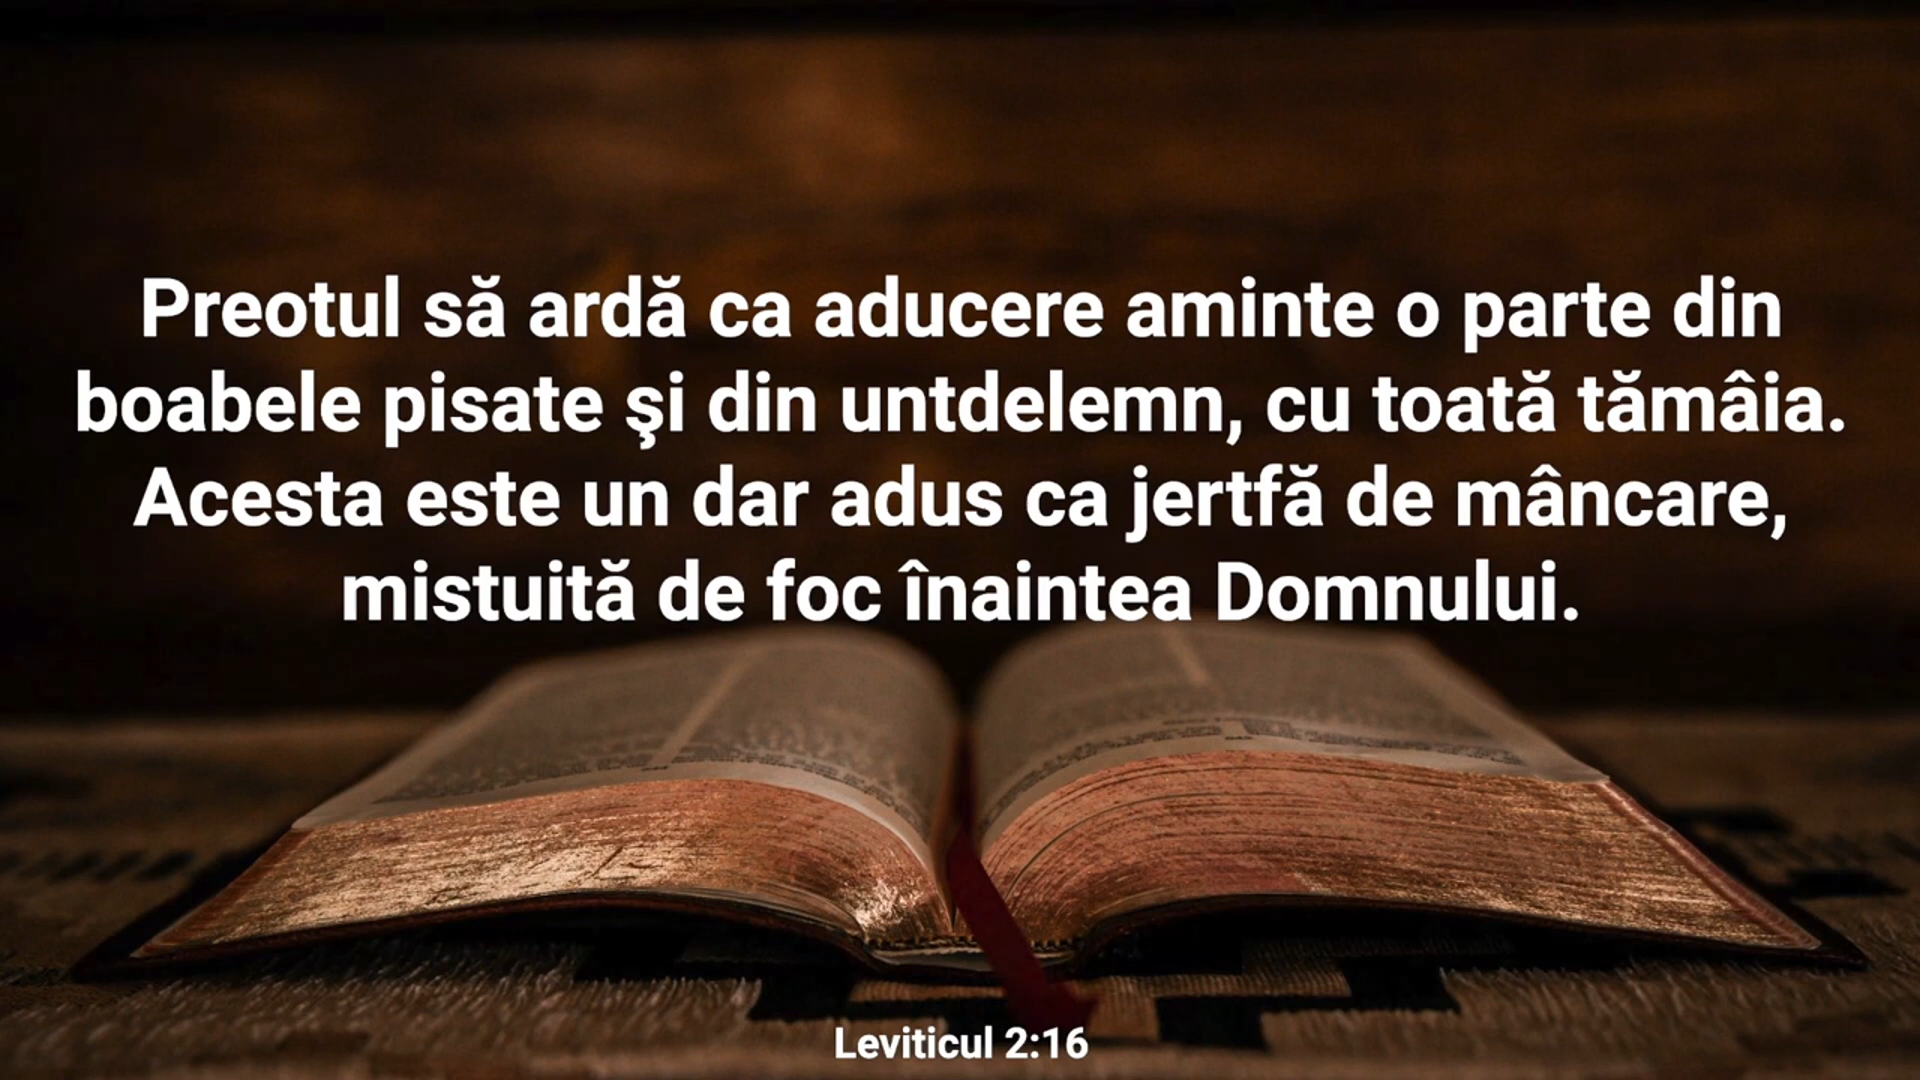 Preotul să ardă ca aducere aminte o parte din
boabele pisate şi din untdelemn, cu toată tămâia.
Acesta este un dar adus ca jertfă de mâncare,
mistuită de foc înaintea Domnului.
Leviticul 2:16